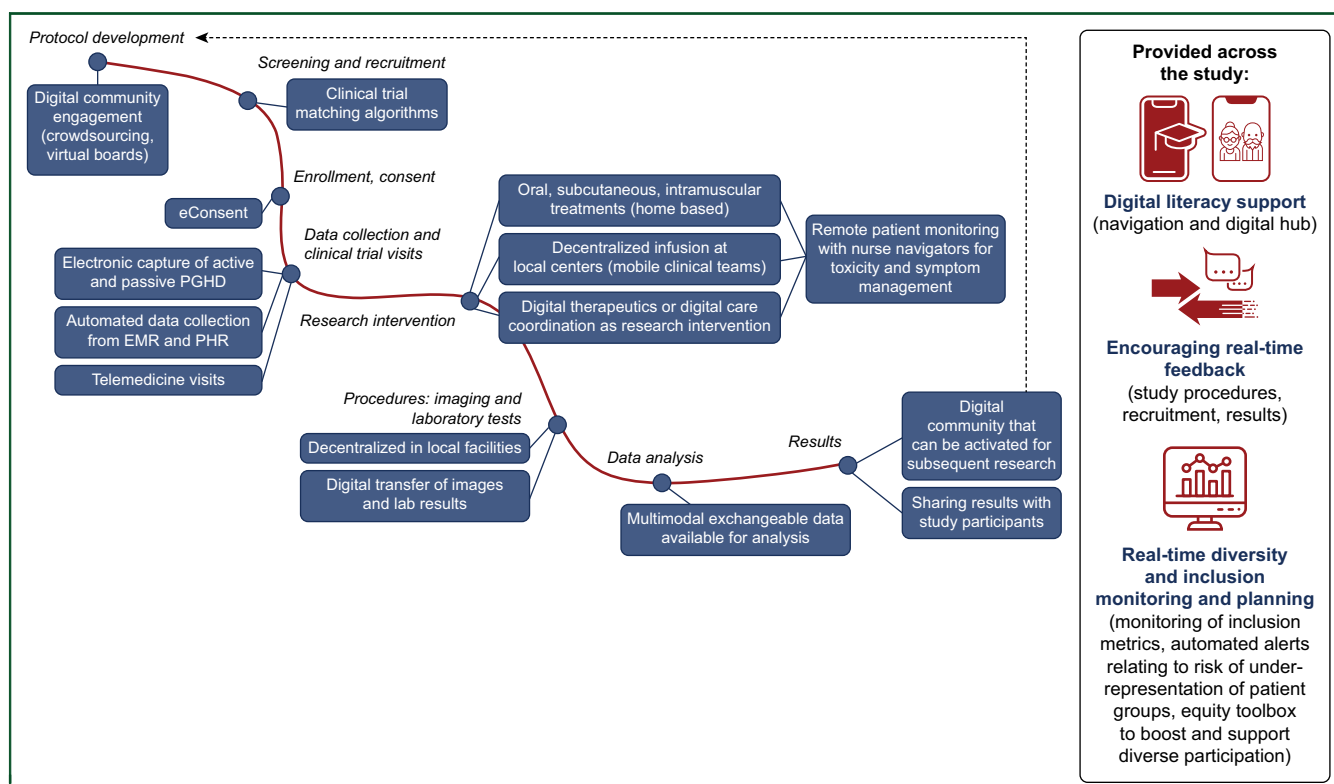 Protocol development
Digital community
engagement
(crowdsourcing,
virtual boards)
Screening and recruitment
Clinical trial
matching algorithms
Enrollment, consent
eConsent
Data collection and
clinical trial visits
Electronic capture of active
and passive PGHD
Automated data collection
from EMR and PHR
Telemedicine visits
Research intervention
Oral, subcutaneous, intramuscular
treatments (home based)
Decentralized infusion at
local centers (mobile clinical teams)
Digital therapeutics or digital care
coordination as research intervention
Remote patient monitoring
with nurse navigators for
toxicity and symptom
management
Procedures: imaging and
laboratory tests
Decentralized in local facilities
Digital transfer of images
and lab results
Data analysis
Multimodal exchangeable data
available for analysis
Results
Digital
community that
can be activated for
subsequent research
Sharing results with
study participants
Provided across
the study:
Digital literacy support
(navigation and digital hub)
Encouraging real-time
feedback
(study procedures,
recruitment, results)
Real-time diversity
and inclusion
monitoring and planning
(monitoring of inclusion
metrics, automated alerts
relating to risk of under-
representation of patient
groups, equity toolbox
to boost and support
diverse participation)